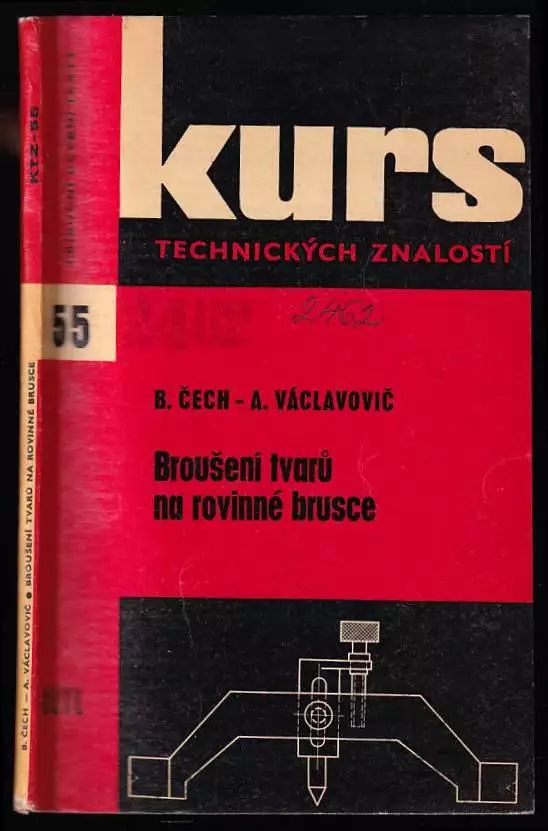 kurs
TECHNICKÝCH ZNALOSTÍ
55
2462
B. ČECH – A. VÁCLAVOVIČ
Broušení tvarů
na rovinné brusce
KTZ-55
B. ČECH – A. VÁCLAVOVIČ ● BROUŠENÍ TVARŮ NA ROVINNÉ BRUSCE